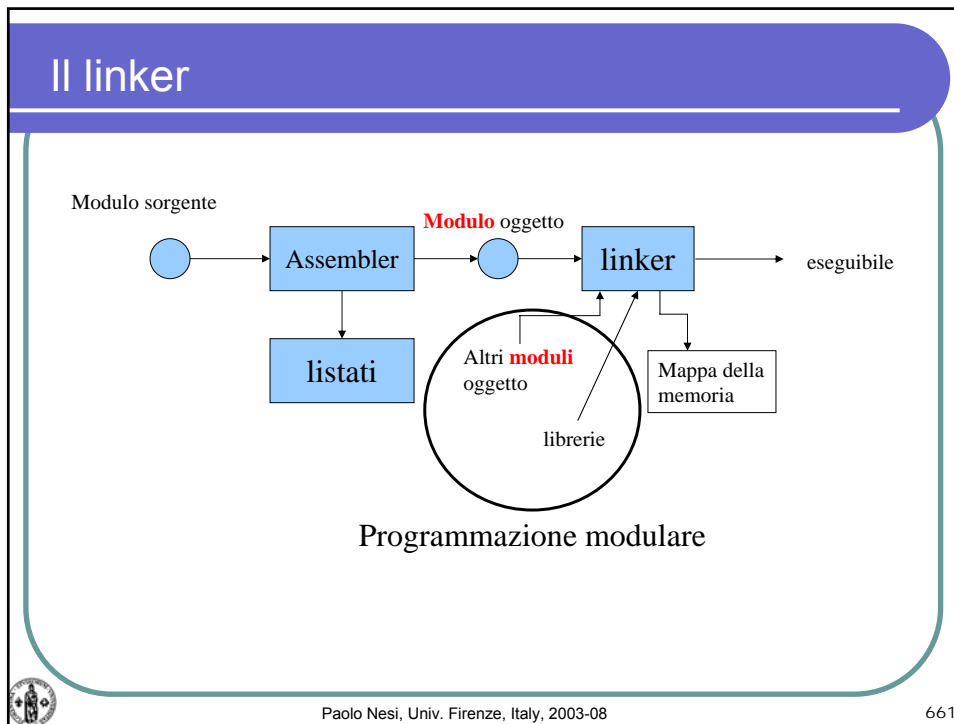 Il linker
Modulo sorgente
Modulo oggetto
Assembler
linker
eseguibile
listati
Altri moduli
oggetto
librerie
Mappa della
memoria
Programmazione modulare
Paolo Nesi, Univ. Firenze, Italy, 2003-08
661